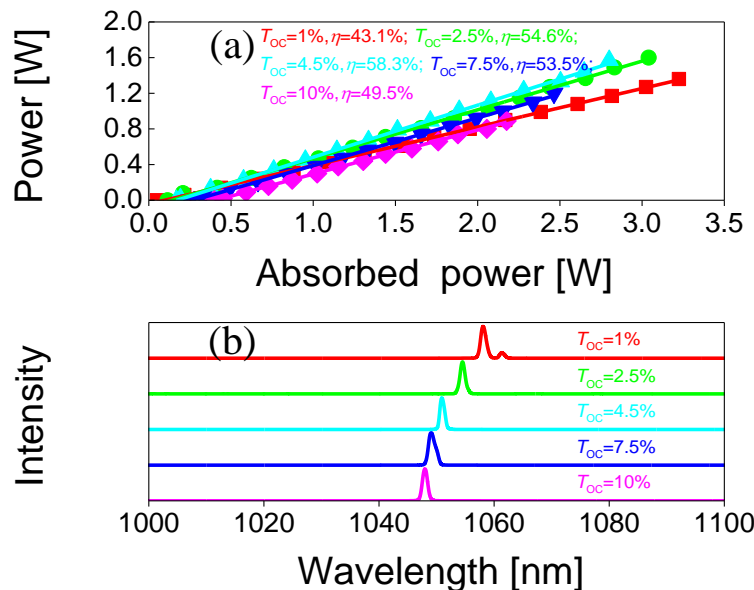 (a)
T_OC=1%, η=43.1%; T_OC=2.5%, η=54.6%;
T_OC=4.5%, η=58.3%; T_OC=7.5%, η=53.5%;
T_OC=10%, η=49.5%
Power [W]
2.0
1.6
1.2
0.8
0.4
0.0
0.0 0.5 1.0 1.5 2.0 2.5 3.0 3.5
Absorbed power [W]
(b)
T_OC=1%
T_OC=2.5%
T_OC=4.5%
T_OC=7.5%
T_OC=10%
Intensity
1000 1020 1040 1060 1080 1100
Wavelength [nm]